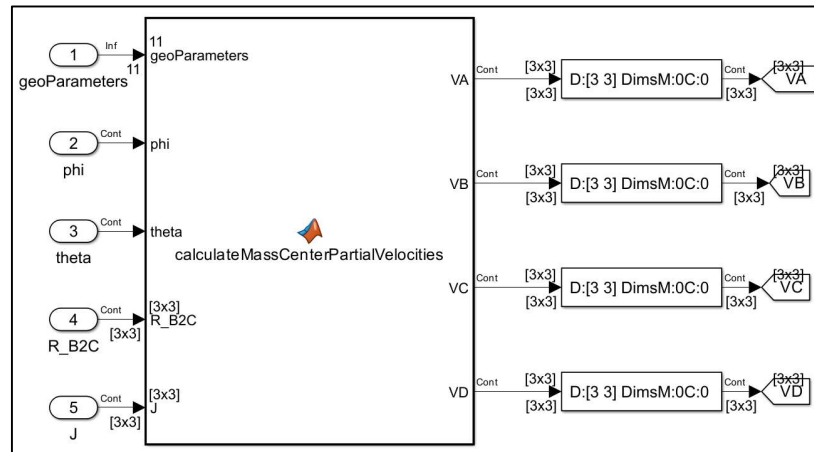 1
Inf
11
geoParameters
11
geoParameters
2
Cont
phi
phi
3
Cont
theta
theta
4
Cont
[3x3]
R_B2C
[3x3]
R_B2C
5
Cont
[3x3]
J
[3x3]
J
calculateMassCenterPartialVelocities
VA
Cont
[3x3]
[3x3]
D:[3 3] DimsM:0C:0
Cont
[3x3]
[3x3]
VA
VB
Cont
[3x3]
[3x3]
D:[3 3] DimsM:0C:0
Cont
[3x3]
[3x3]
VB
VC
Cont
[3x3]
[3x3]
D:[3 3] DimsM:0C:0
Cont
[3x3]
[3x3]
VC
VD
Cont
[3x3]
[3x3]
D:[3 3] DimsM:0C:0
Cont
[3x3]
[3x3]
VD